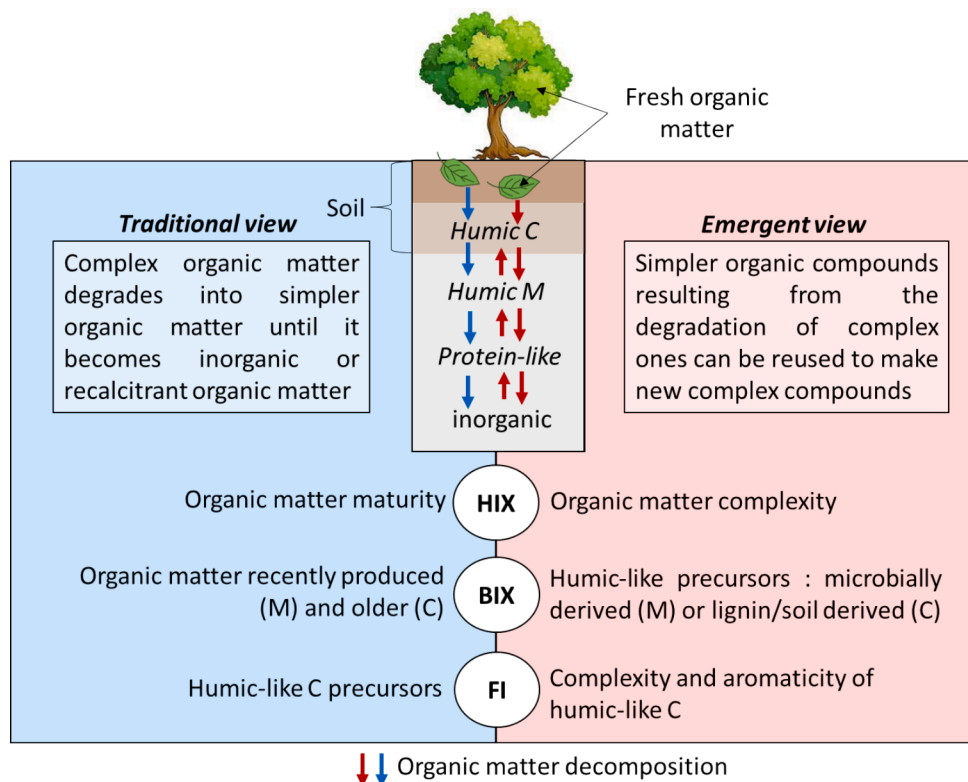 Fresh organic
matter
Soil
Traditional view
Complex organic matter
degrades into simpler
organic matter until it
becomes inorganic or
recalcitrant organic matter
Humic C
Humic M
Protein-like
inorganic
Emergent view
Simpler organic compounds
resulting from the
degradation of complex
ones can be reused to make
new complex compounds
Organic matter maturity
HIX
Organic matter complexity
Organic matter recently produced
(M) and older (C)
BIX
Humic-like precursors : microbially
derived (M) or lignin/soil derived (C)
Humic-like C precursors
FI
Complexity and aromaticity of
humic-like C
Organic matter decomposition